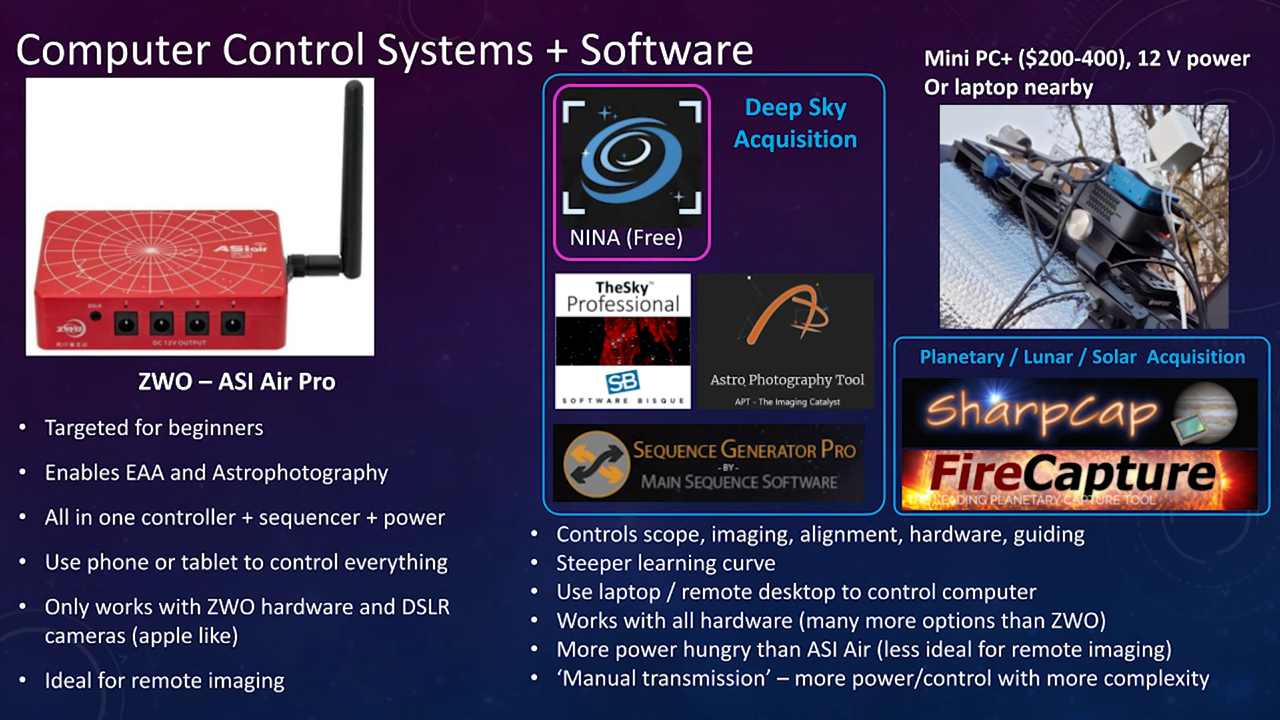 Computer Control Systems + Software
ASIair
DSLR
1 2 3 4
ZWO
DC 12V OUTPUT
ZWO – ASI Air Pro
• Targeted for beginners
• Enables EAA and Astrophotography
• All in one controller + sequencer + power
• Use phone or tablet to control everything
• Only works with ZWO hardware and DSLR
cameras (apple like)
• Ideal for remote imaging
Deep Sky
Acquisition
NINA (Free)
TheSky™
Professional
SB
SOFTWARE BISQUE
Astro Photography Tool
APT - The Imaging Catalyst
SEQUENCE GENERATOR PRO
-BY-
MAIN SEQUENCE SOFTWARE
Mini PC+ ($200-400), 12 V power
Or laptop nearby
Planetary / Lunar / Solar Acquisition
SharpCap
FireCapture
THE LEADING PLANETARY CAPTURE TOOL
• Controls scope, imaging, alignment, hardware, guiding
• Steeper learning curve
• Use laptop / remote desktop to control computer
• Works with all hardware (many more options than ZWO)
• More power hungry than ASI Air (less ideal for remote imaging)
• ‘Manual transmission’ – more power/control with more complexity